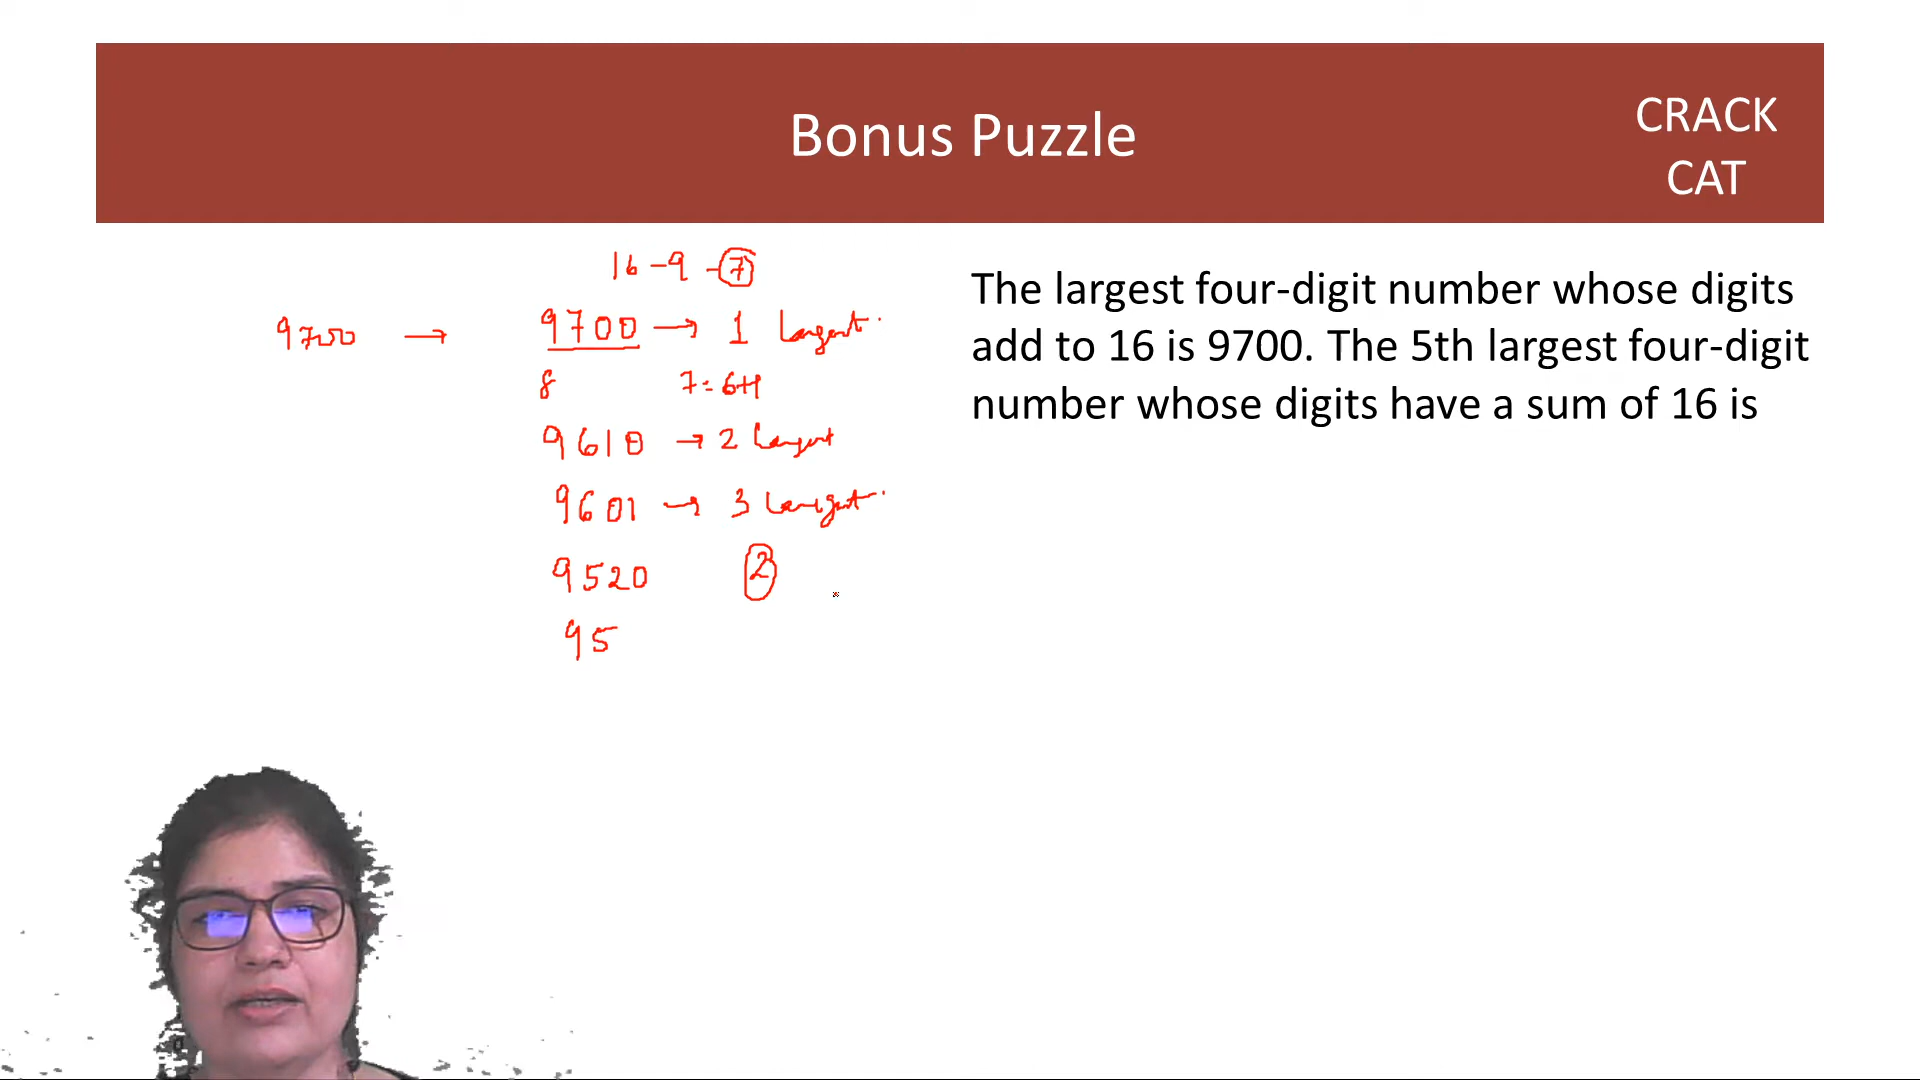 Bonus Puzzle
CRACK
CAT
16 - 9 - 7
9700 → 9700 → 1 Largest.
8 7 = 6+1
9610 → 2 Largest
9601 → 3 Largest.
9520 2
95
The largest four-digit number whose digits
add to 16 is 9700. The 5th largest four-digit
number whose digits have a sum of 16 is